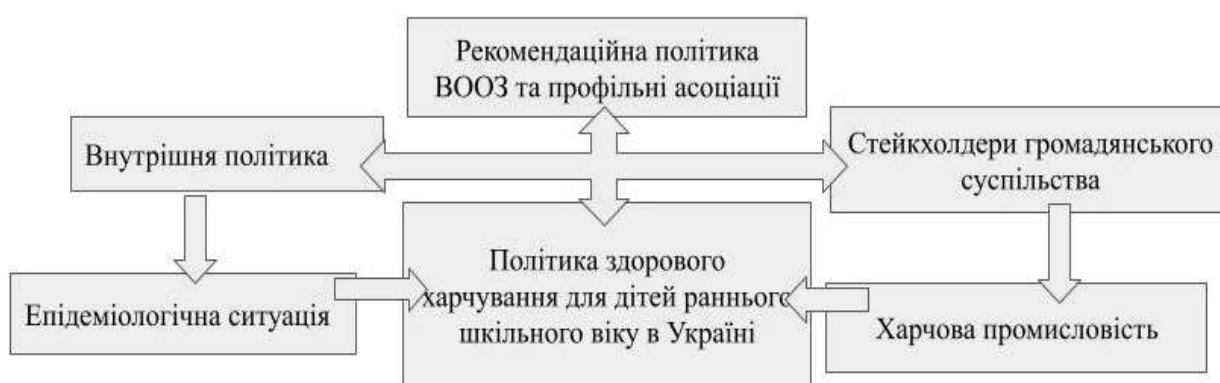 Рекомендаційна політика
ВООЗ та профільні асоціації
Внутрішня політика
Стейкхолдери громадянського
суспільства
Епідеміологічна ситуація
Політика здорового
харчування для дітей раннього
шкільного віку в Україні
Харчова промисловість